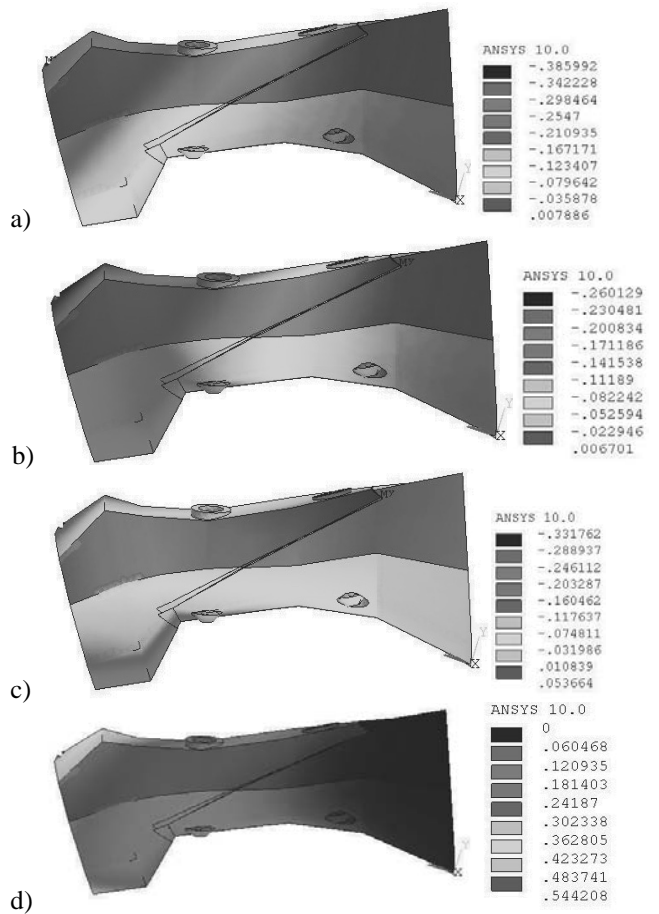 ANSYS 10.0
-.385992
-.342228
-.298464
-.2547
-.210935
-.167171
-.123407
-.079642
-.035878
.007886
Y
X
a)
ANSYS 10.0
-.260129
-.230481
-.200834
-.171186
-.141538
-.11189
-.082242
-.052594
-.022946
.006701
MX
Y
X
b)
ANSYS 10.0
-.331762
-.288937
-.246112
-.203287
-.160462
-.117637
-.074811
-.031986
.010839
.053664
MX
Y
X
c)
ANSYS 10.0
0
.060468
.120935
.181403
.24187
.302338
.362805
.423273
.483741
.544208
X
d)